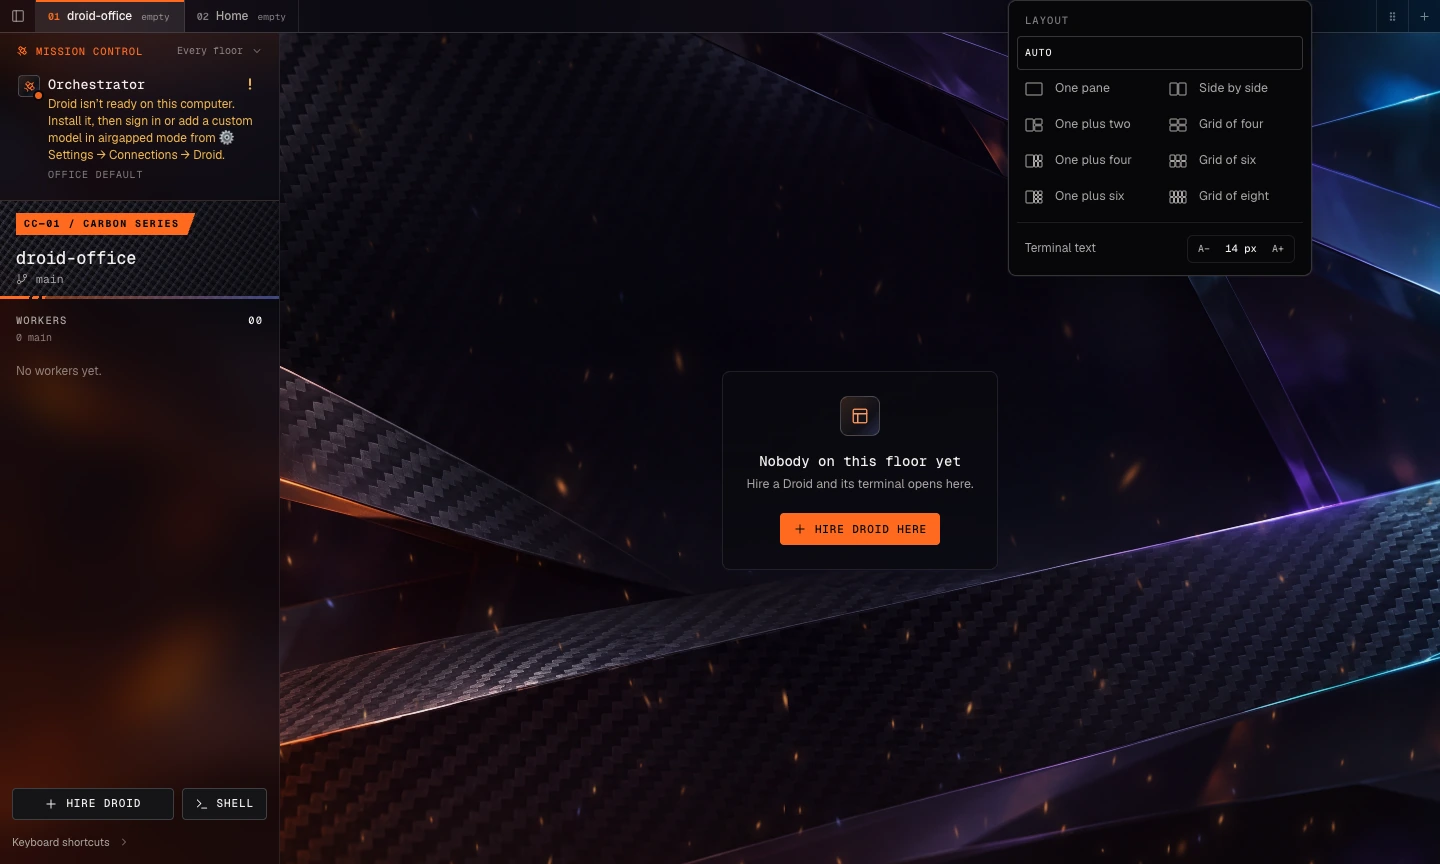 01 droid-office empty
02 Home empty
MISSION CONTROL
Every floor
Orchestrator !
Droid isn't ready on this computer.
Install it, then sign in or add a custom
model in airgapped mode from ⚙️
Settings → Connections → Droid.
OFFICE DEFAULT
CC—01 / CARBON SERIES
droid-office
main
WORKERS 00
0 main
No workers yet.
+ HIRE DROID
SHELL
Keyboard shortcuts
Nobody on this floor yet
Hire a Droid and its terminal opens here.
+ HIRE DROID HERE
LAYOUT
AUTO
One pane
Side by side
One plus two
Grid of four
One plus four
Grid of six
One plus six
Grid of eight
Terminal text
A− 14 px A+